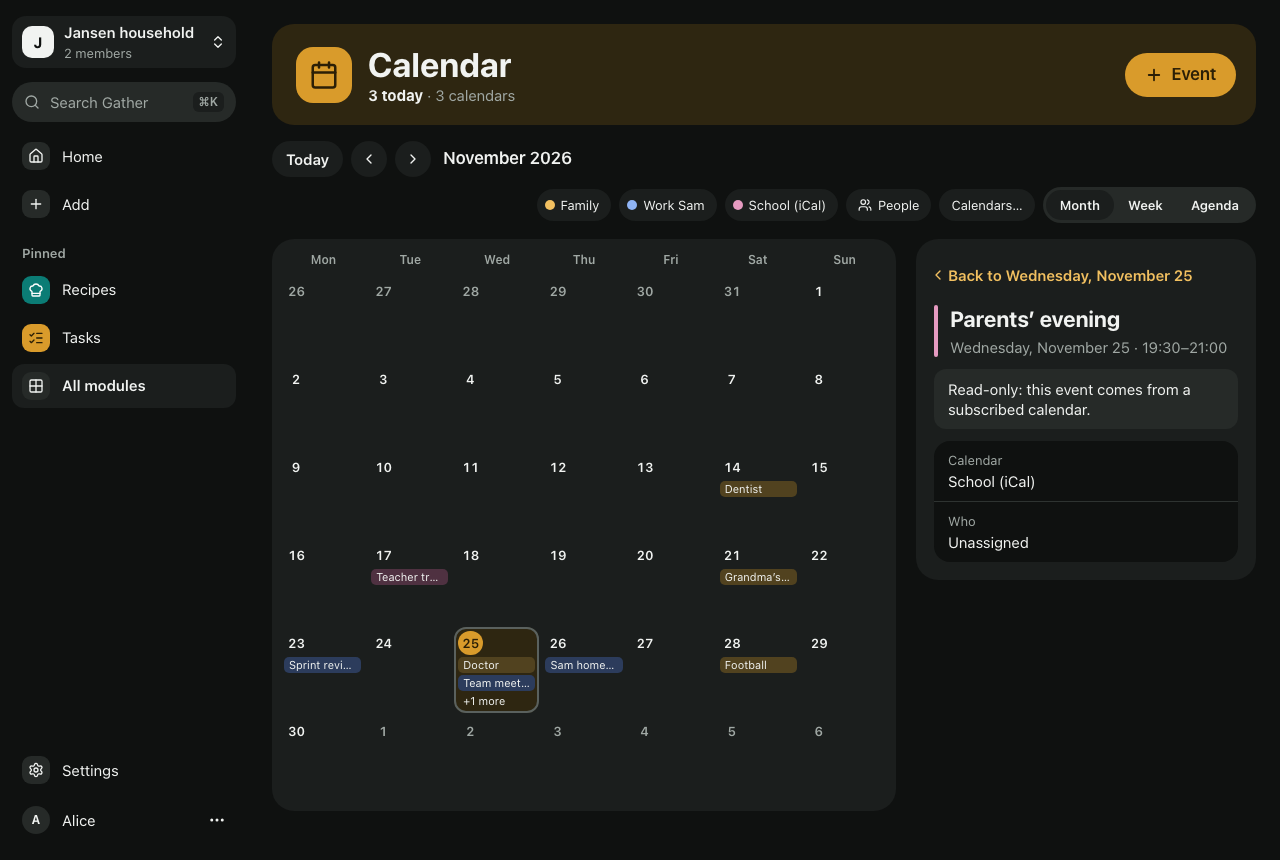 J
Jansen household
2 members
Search Gather ⌘K
Home
Add
Pinned
Recipes
Tasks
All modules
Settings
A Alice
Calendar
3 today · 3 calendars
+ Event
Today
November 2026
Family
Work Sam
School (iCal)
People
Calendars…
Month
Week
Agenda
Mon Tue Wed Thu Fri Sat Sun
26 27 28 29 30 31 1
2 3 4 5 6 7 8
9 10 11 12 13 14 15
Dentist
16 17 18 19 20 21 22
Teacher tr… Grandma’s…
23 24 25 26 27 28 29
Sprint revi… Doctor Sam home… Football
Team meet…
+1 more
30 1 2 3 4 5 6
Back to Wednesday, November 25
Parents’ evening
Wednesday, November 25 · 19:30–21:00
Read-only: this event comes from a
subscribed calendar.
Calendar
School (iCal)
Who
Unassigned